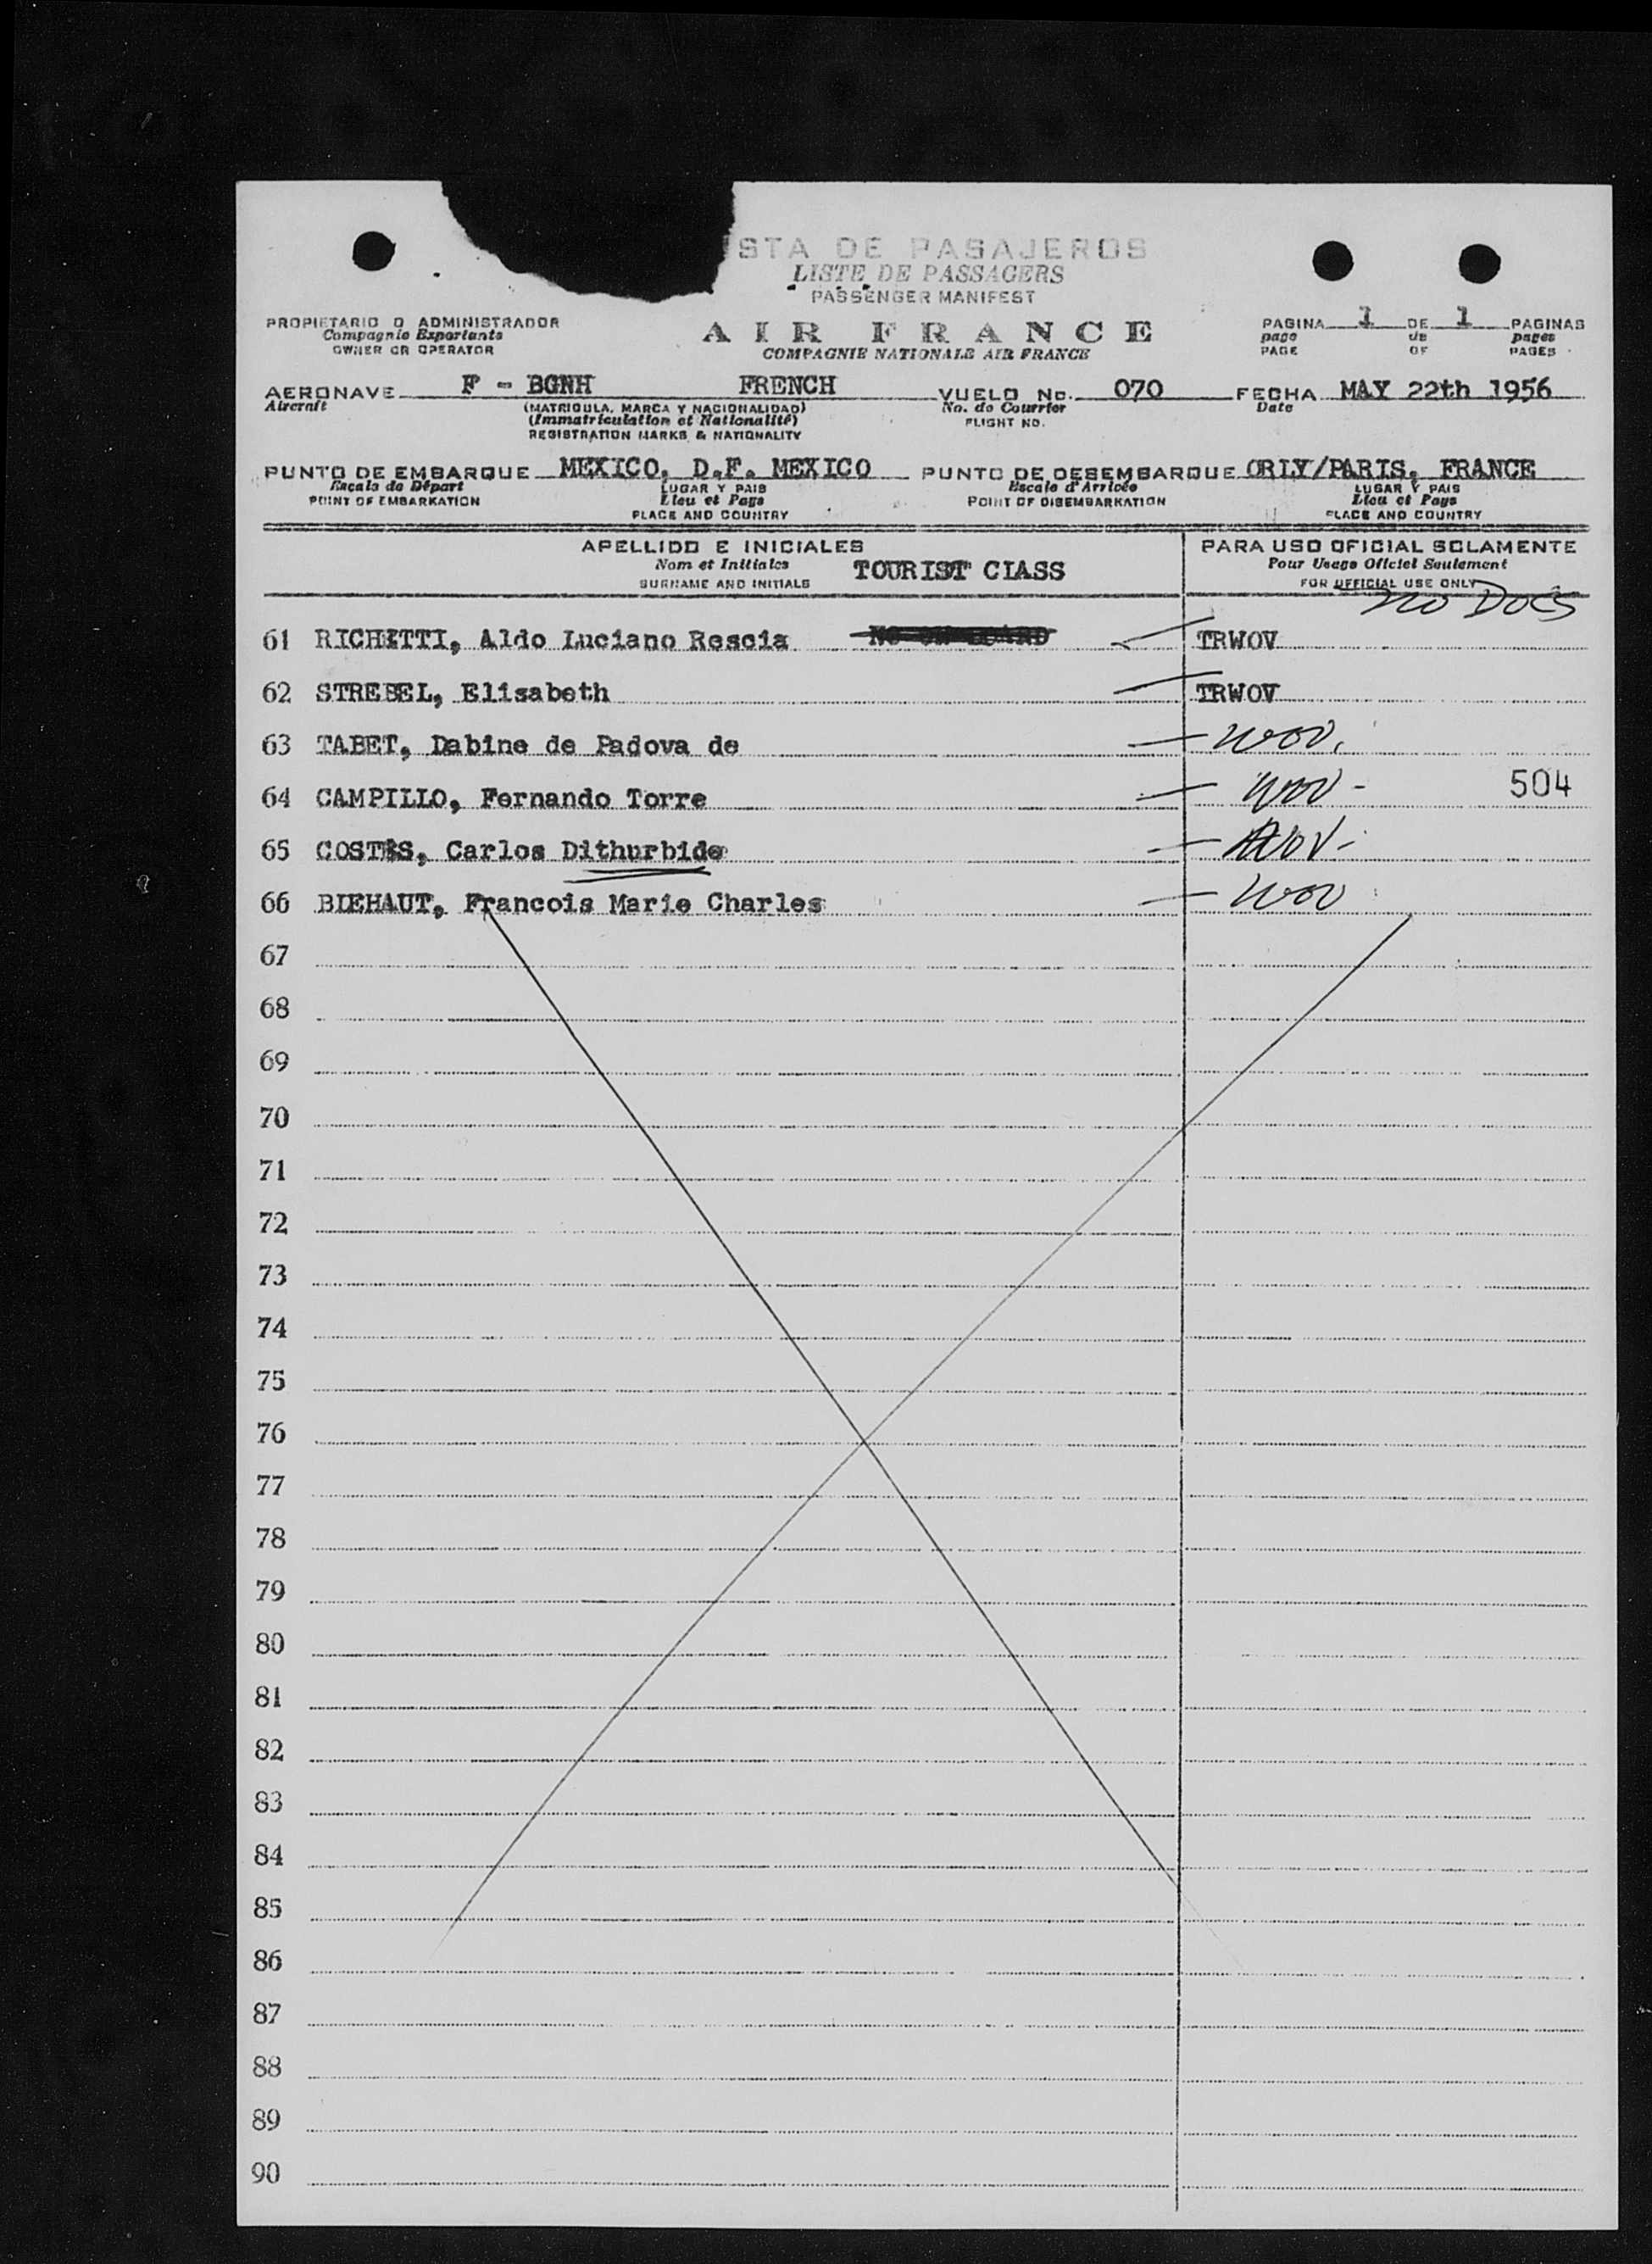 STA DE PASAJEROS
LISTE DE PASSAGERS
PASSENGER MANIFEST
PROPIETARIO O ADMINISTRADOR
Compagnie Exportante
OWNER OR OPERATOR
AIR FRANCE
COMPAGNIE NATIONALE AIR FRANCE
PAGINA 1 DE 1 PAGINAS
page de pages
PAGE OF PAGES
AERONAVE F - BGNH FRENCH VUELO No. 070 FECHA MAY 22th 1956
Aircraft (MATRICULA, MARCA Y NACIONALIDAD) No. de Courrier Date
(Immatriculation et Nationalité) FLIGHT NO.
REGISTRATION MARKS & NATIONALITY
PUNTO DE EMBARQUE MEXICO, D.F. MEXICO PUNTO DE DESEMBARQUE ORLY/PARIS, FRANCE
Escale de Départ LUGAR Y PAIS Escale d'Arrivée LUGAR Y PAIS
POINT OF EMBARKATION Lieu et Pays POINT OF DISEMBARKATION Lieu et Pays
PLACE AND COUNTRY PLACE AND COUNTRY
APELLIDO E INICIALES PARA USO OFICIAL SOLAMENTE
Nom et Initiales TOURIST CLASS Pour Usage Officiel Seulement
SURNAME AND INITIALS FOR OFFICIAL USE ONLY
no Docs
61 RICHETTI, Aldo Luciano Rescia TRWOV
62 STREBEL, Elisabeth TRWOV
63 TABET, Dabine de Padova de wov.
64 CAMPILLO, Fernando Torre wov - 504
65 COSTES, Carlos Dithurbide wov -
66 BIEHAUT, Francois Marie Charles wov
67
68
69
70
71
72
73
74
75
76
77
78
79
80
81
82
83
84
85
86
87
88
89
90